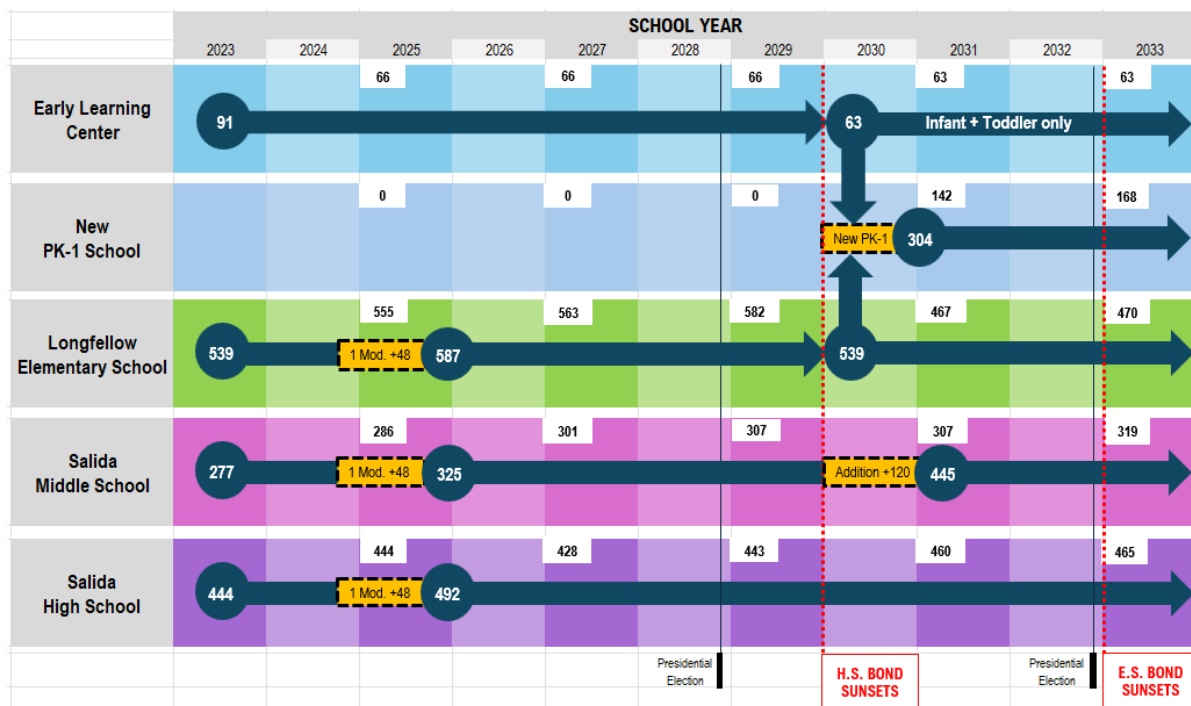 SCHOOL YEAR
2023 2024 2025 2026 2027 2028 2029 2030 2031 2032 2033
Early Learning
Center
66 66 66 63 63
91 63 Infant + Toddler only
New
PK-1 School
0 0 0 142 168
New PK-1 304
Longfellow
Elementary School
555 563 582 467 470
539 1 Mod. +48 587 539
Salida
Middle School
286 301 307 307 319
277 1 Mod. +48 325 Addition +120 445
Salida
High School
444 428 443 460 465
444 1 Mod. +48 492
Presidential
Election
H.S. BOND
SUNSETS
Presidential
Election
E.S. BOND
SUNSETS